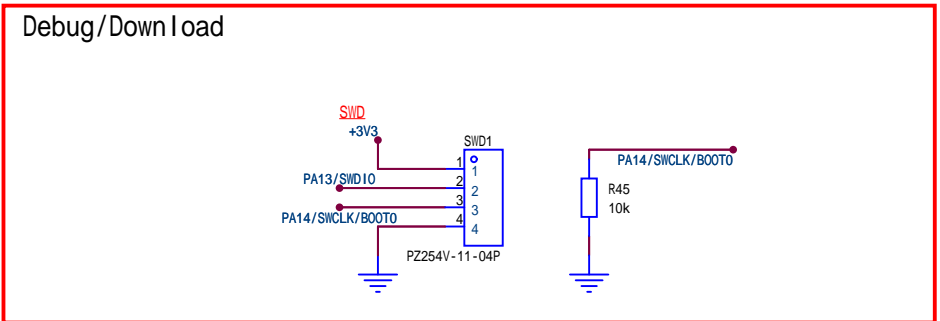 Debug/Download
SWD
+3V3
SWD1
1
1
PA13/SWDIO
2
2
3
3
PA14/SWCLK/BOOT0
4
4
PZ254V-11-04P
PA14/SWCLK/BOOT0
R45
10k